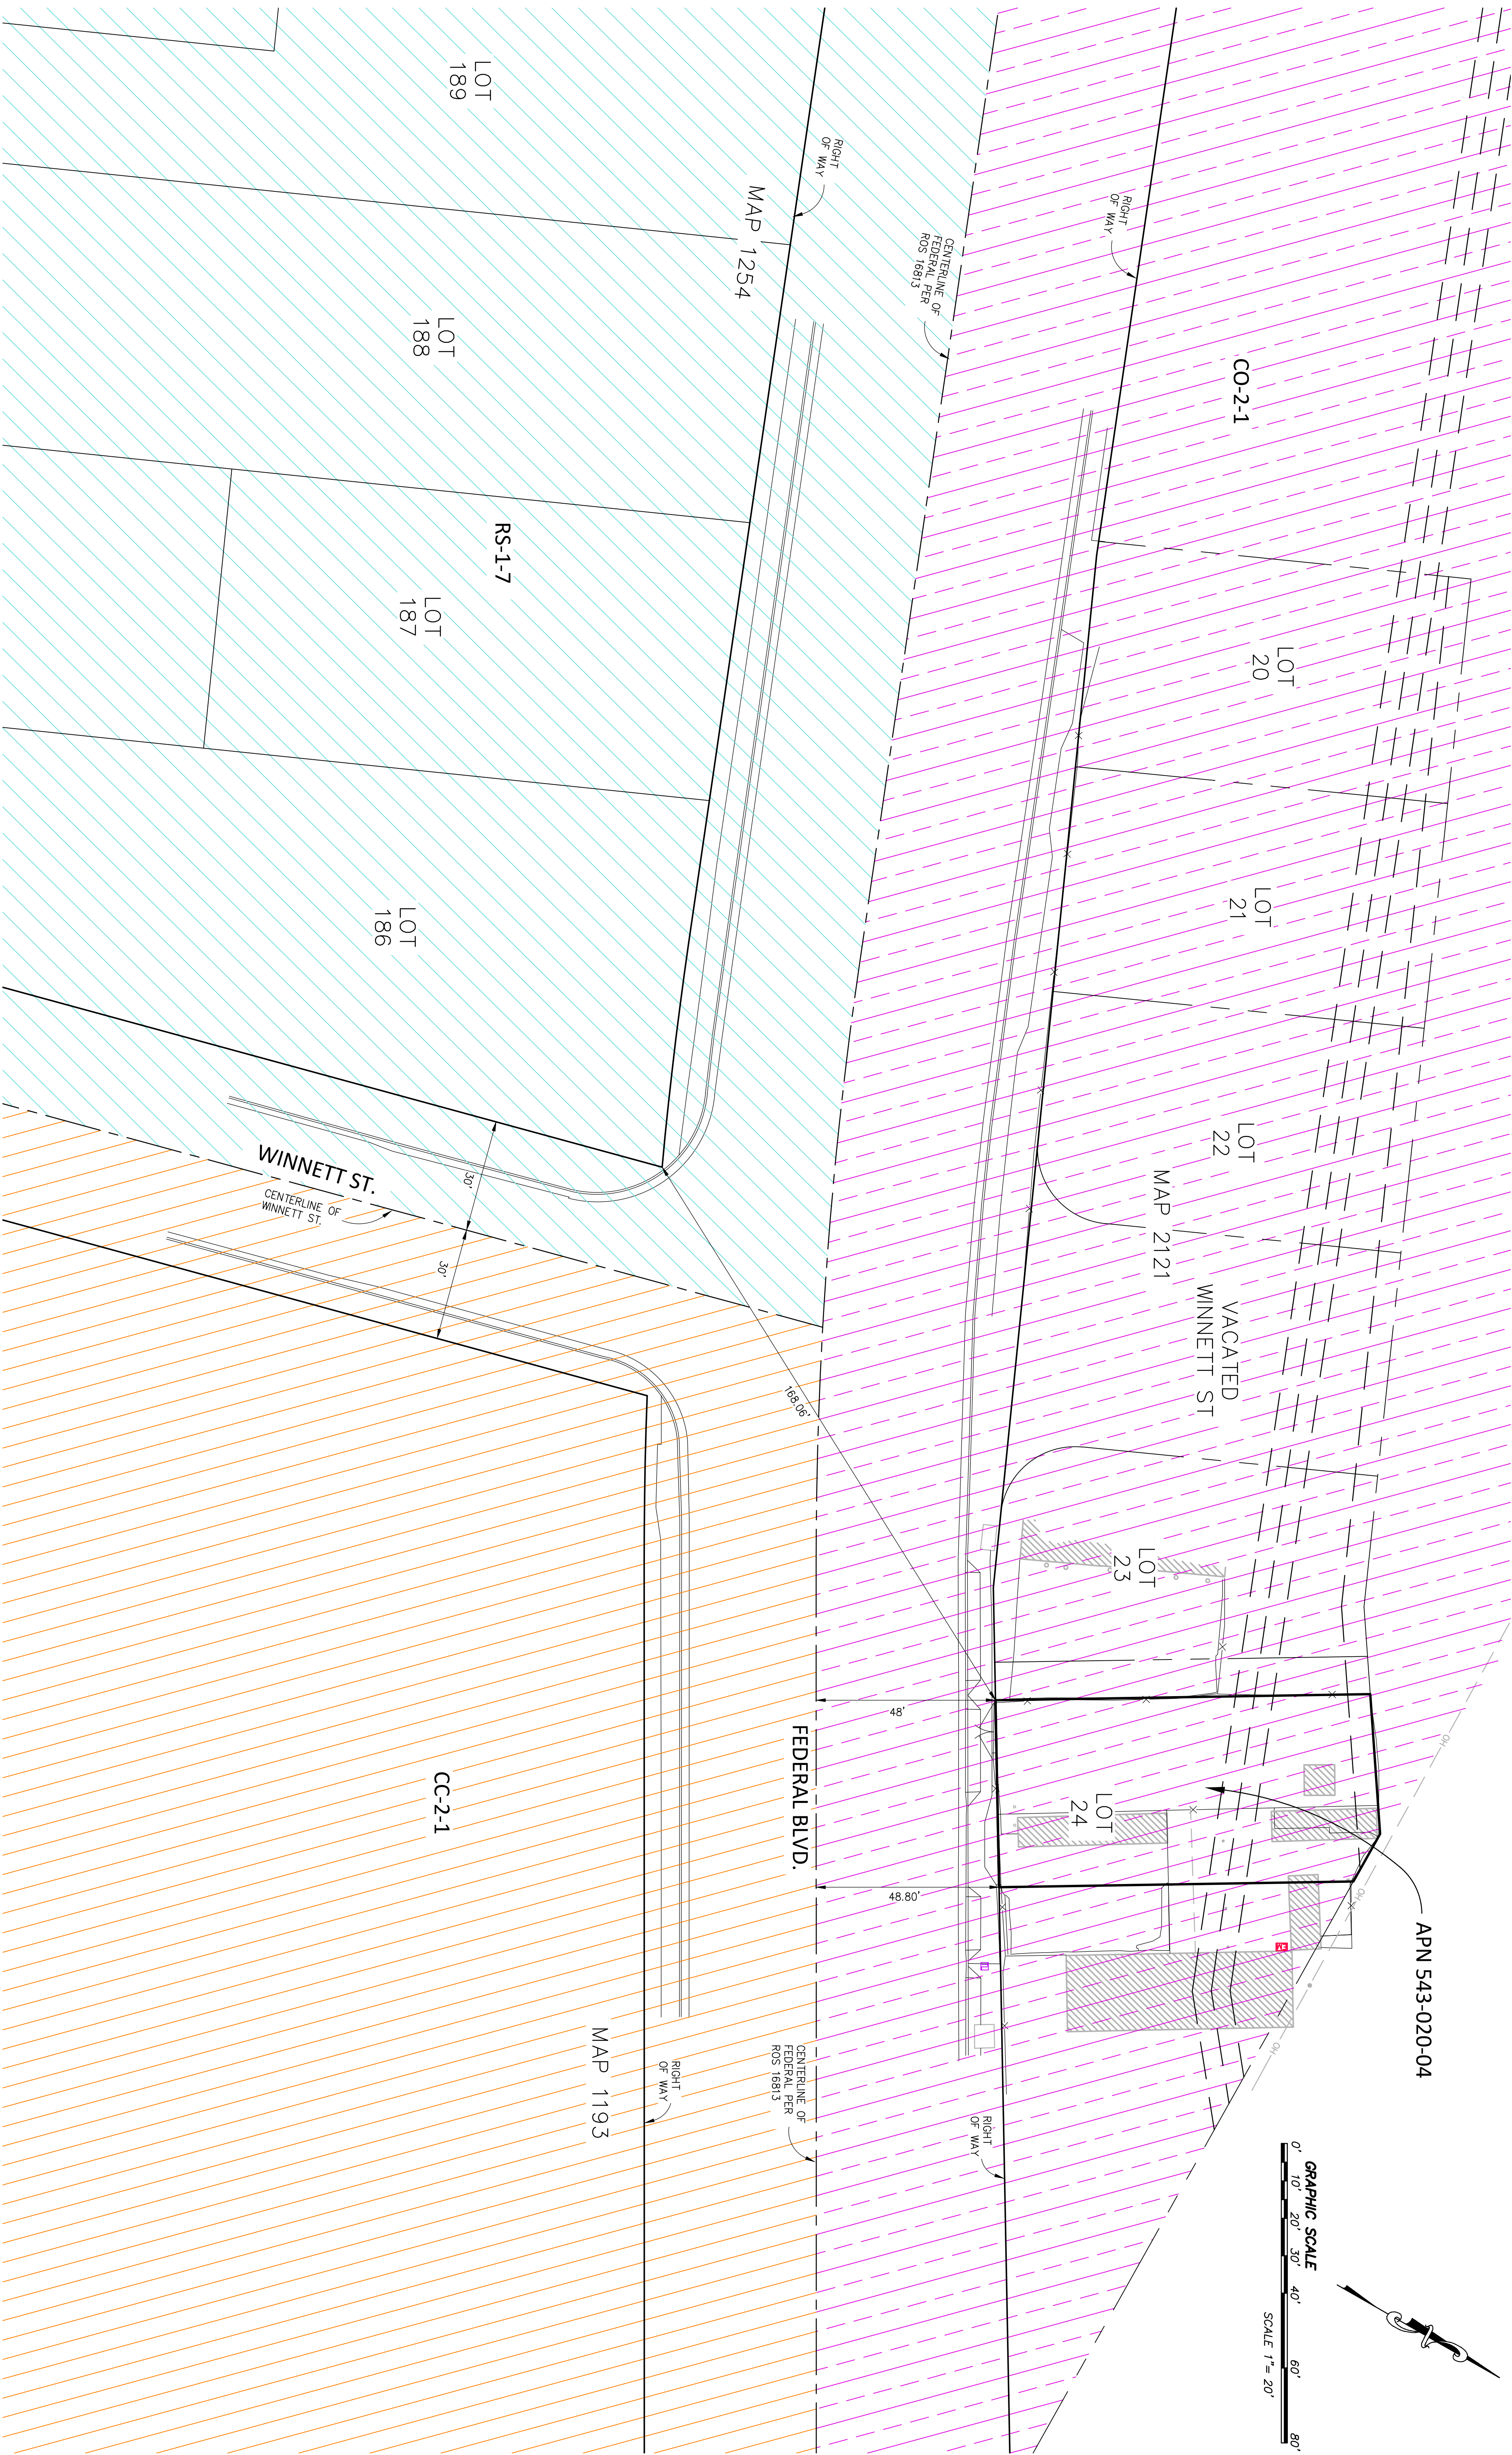 LOT
189
RIGHT
OF WAY
MAP 1254
CENTERLINE OF
FEDERAL PER
ROS 16813
RIGHT
OF WAY
CO-2-1
LOT
188
RS-1-7
LOT
187
LOT
20
LOT
186
LOT
21
LOT
22
MAP 2121
VACATED
WINNETT ST
WINNETT ST.
CENTERLINE OF
WINNETT ST.
30'
30'
168.06'
LOT
23
48'
FEDERAL BLVD.
LOT
24
48.80'
CC-2-1
OH
OH
OH
APN 543-020-04
MAP 1193
RIGHT
OF WAY
CENTERLINE OF
FEDERAL PER
ROS 16813
RIGHT
OF WAY
GRAPHIC SCALE
0' 10' 20' 30' 40' 60' 80'
SCALE 1"= 20'